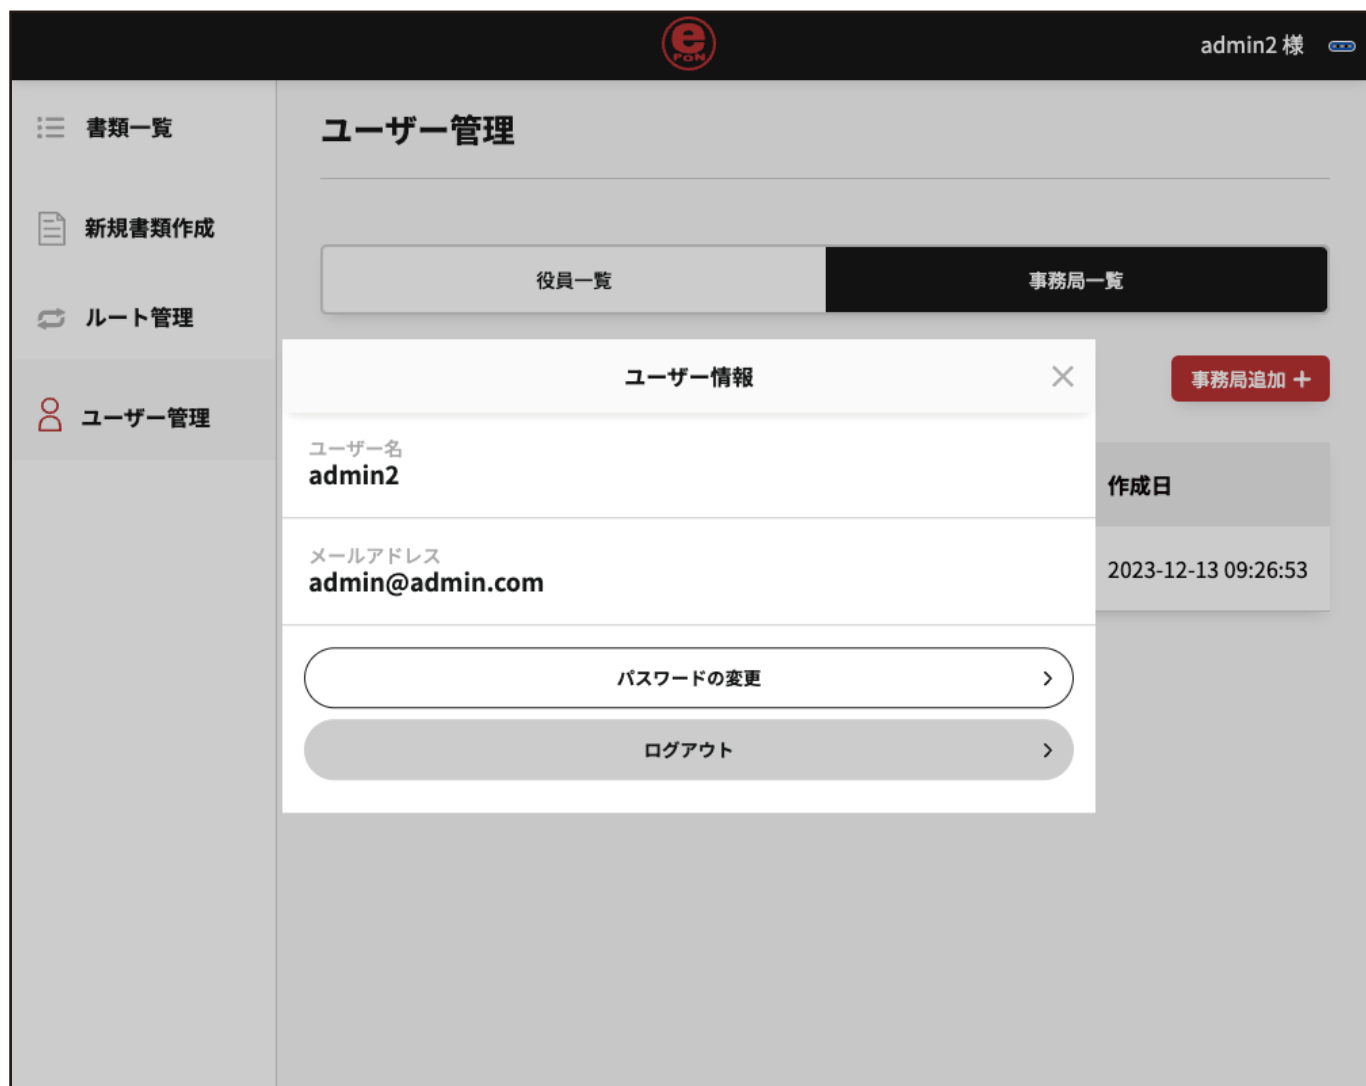 e
PON
admin2 様
書類一覧
新規書類作成
ルート管理
ユーザー管理
ユーザー管理
役員一覧
事務局一覧
事務局追加 +
作成日
2023-12-13 09:26:53
ユーザー情報
ユーザー名
admin2
メールアドレス
admin@admin.com
パスワードの変更
ログアウト